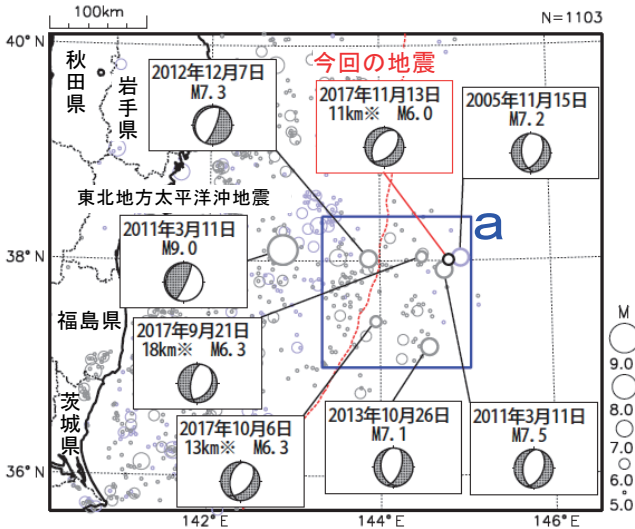 100km
N=1103
40°N
秋田県
岩手県
2012年12月7日
M7.3
今回の地震
2017年11月13日
11km※ M6.0
2005年11月15日
M7.2
東北地方太平洋沖地震
2011年3月11日
M9.0
a
38°N
福島県
2017年9月21日
18km※ M6.3
茨城県
2017年10月6日
13km※ M6.3
2013年10月26日
M7.1
2011年3月11日
M7.5
M
9.0
8.0
7.0
6.0
5.0
36°N
142°E
144°E
146°E